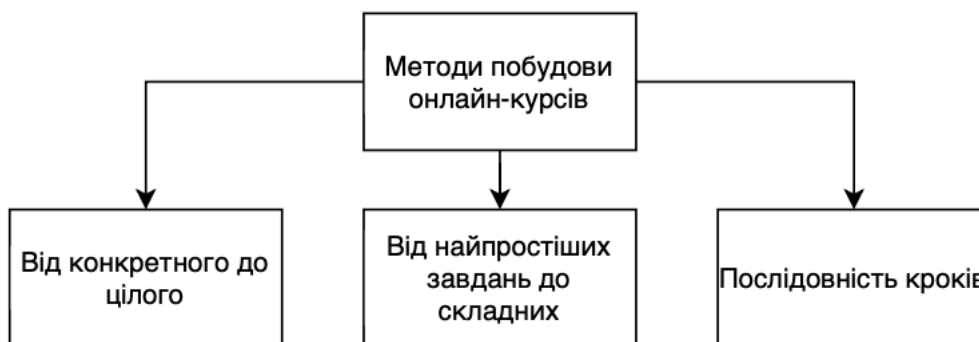 Методи побудови
онлайн-курсів
Від конкретного до
цілого
Від найпростіших
завдань до
складних
Послідовність кроків